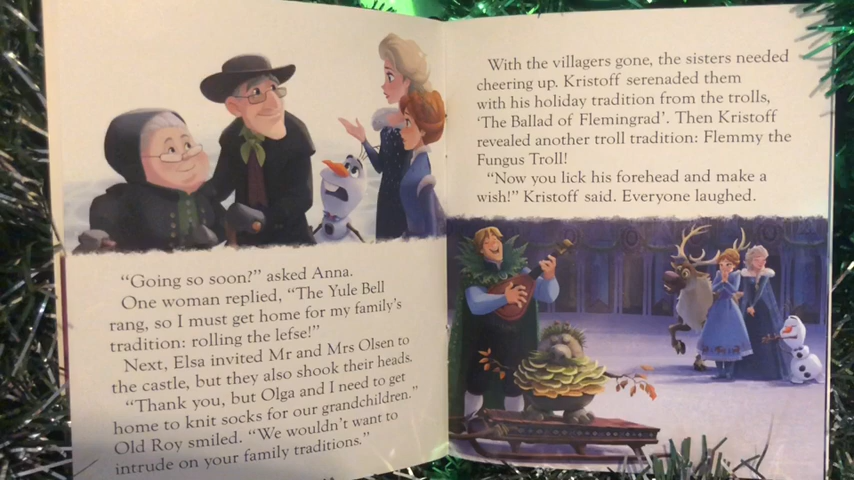 “Going so soon?” asked Anna.
One woman replied, “The Yule Bell
rang, so I must get home for my family’s
tradition: rolling the lefse!”
Next, Elsa invited Mr and Mrs Olsen to
the castle, but they also shook their heads.
“Thank you, but Olga and I need to get
home to knit socks for our grandchildren.”
Old Roy smiled. “We wouldn’t want to
intrude on your family traditions.”
With the villagers gone, the sisters needed
cheering up. Kristoff serenaded them
with his holiday tradition from the trolls,
‘The Ballad of Flemingrad’. Then Kristoff
revealed another troll tradition: Flemmy the
Fungus Troll!
“Now you lick his forehead and make a
wish!” Kristoff said. Everyone laughed.